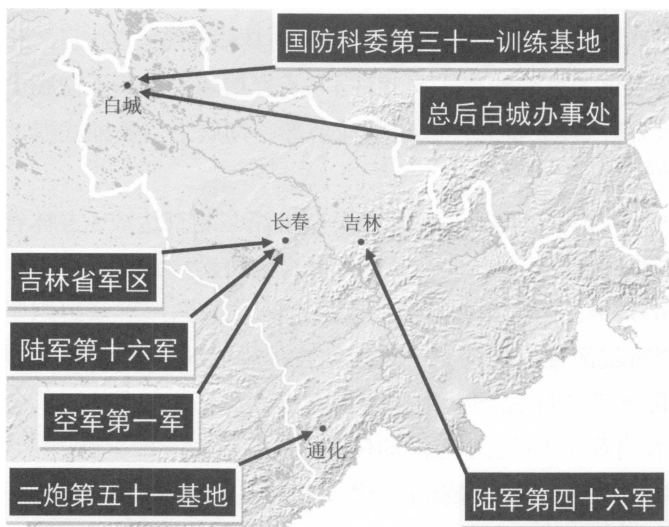 国防科委第三十一训练基地
白城
总后白城办事处
长春
吉林
吉林省军区
陆军第十六军
空军第一军
通化
二炮第五十一基地
陆军第四十六军